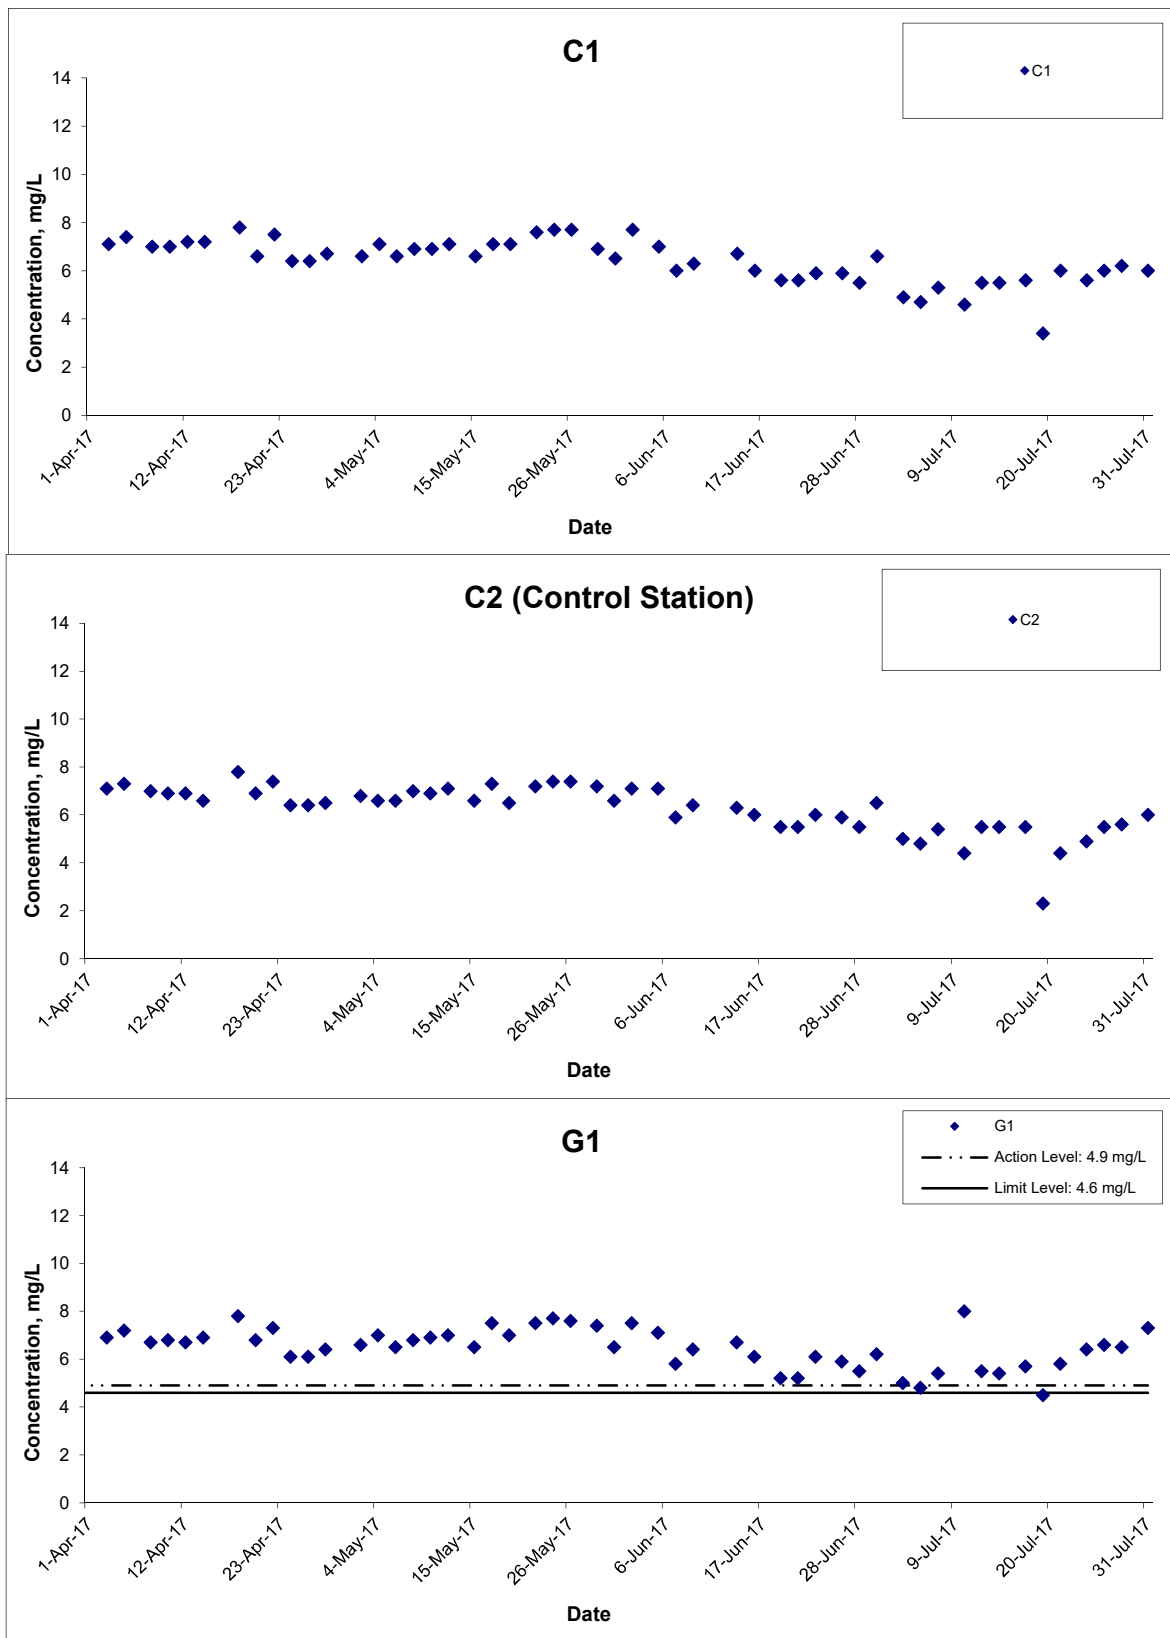 C1
C1
14
12
10
8
6
4
2
0
Concentration, mg/L
1-Apr-17
12-Apr-17
23-Apr-17
4-May-17
15-May-17
26-May-17
6-Jun-17
17-Jun-17
28-Jun-17
9-Jul-17
20-Jul-17
31-Jul-17
Date
C2 (Control Station)
C2
14
12
10
8
6
4
2
0
Concentration, mg/L
1-Apr-17
12-Apr-17
23-Apr-17
4-May-17
15-May-17
26-May-17
6-Jun-17
17-Jun-17
28-Jun-17
9-Jul-17
20-Jul-17
31-Jul-17
Date
G1
G1
Action Level: 4.9 mg/L
Limit Level: 4.6 mg/L
14
12
10
8
6
4
2
0
Concentration, mg/L
1-Apr-17
12-Apr-17
23-Apr-17
4-May-17
15-May-17
26-May-17
6-Jun-17
17-Jun-17
28-Jun-17
9-Jul-17
20-Jul-17
31-Jul-17
Date